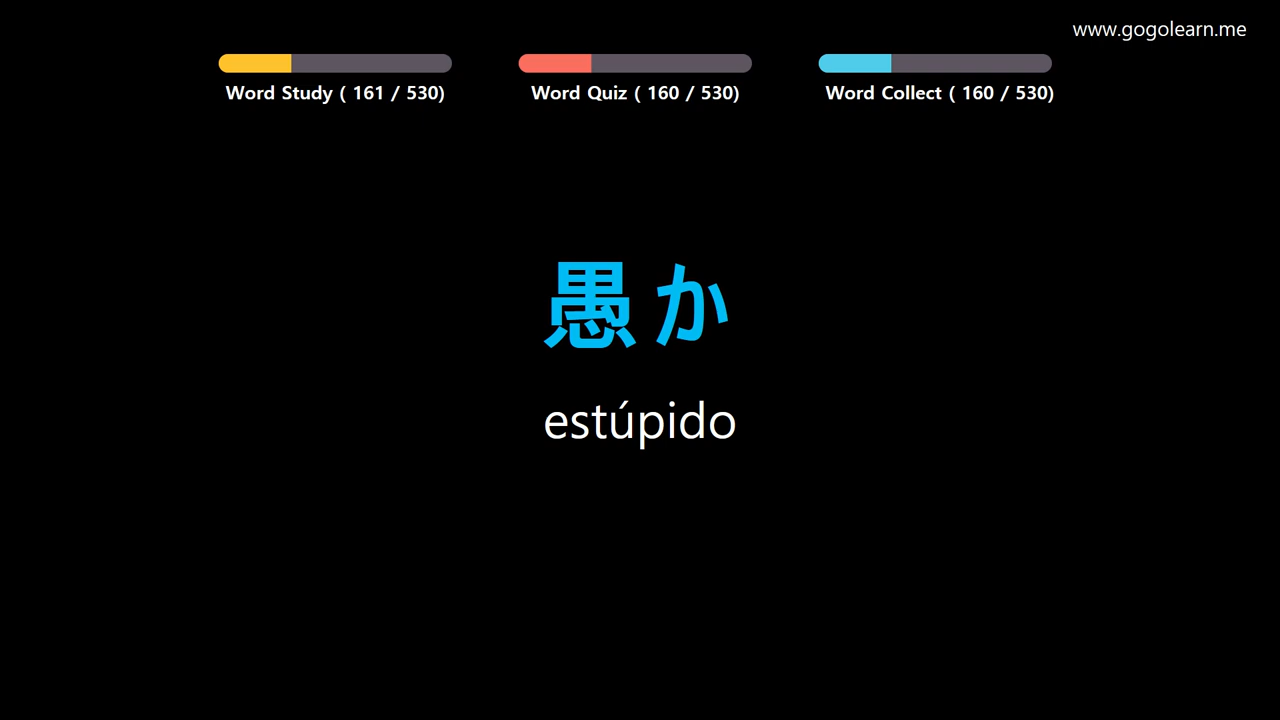 www.gogolearn.me
Word Study ( 161 / 530)
Word Quiz ( 160 / 530)
Word Collect ( 160 / 530)
愚か
estúpido